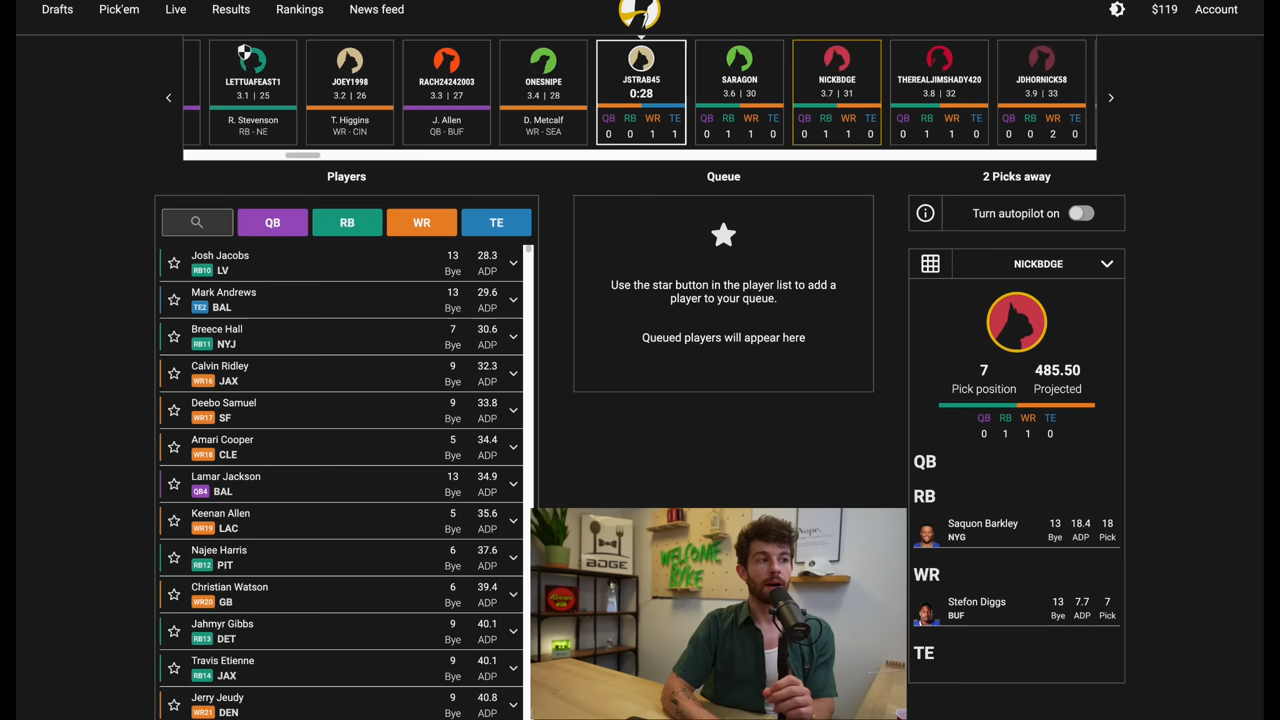 Drafts Pick'em Live Results Rankings News feed $119 Account
LETTUAFEAST1
3.1 | 25
R. Stevenson
RB - NE
JOEY1998
3.2 | 26
T. Higgins
WR - CIN
RACH24242003
3.3 | 27
J. Allen
QB - BUF
ONESNIPE
3.4 | 28
D. Metcalf
WR - SEA
JSTRAB45
0:28
QB RB WR TE
0 0 1 1
SARAGON
3.6 | 30
QB RB WR TE
0 1 1 0
NICKBDGE
3.7 | 31
QB RB WR TE
0 1 1 0
THEREALJIMSHADY420
3.8 | 32
QB RB WR TE
0 1 1 0
JDHORNICK58
3.9 | 33
QB RB WR TE
0 0 2 0
Players
QB RB WR TE
Josh Jacobs 13 28.3
RB10 LV Bye ADP
Mark Andrews 13 29.6
TE2 BAL Bye ADP
Breece Hall 7 30.6
RB11 NYJ Bye ADP
Calvin Ridley 9 32.3
WR16 JAX Bye ADP
Deebo Samuel 9 33.8
WR17 SF Bye ADP
Amari Cooper 5 34.4
WR18 CLE Bye ADP
Lamar Jackson 13 34.9
QB4 BAL Bye ADP
Keenan Allen 5 35.6
WR19 LAC Bye ADP
Najee Harris 6 37.6
RB12 PIT Bye ADP
Christian Watson 6 39.4
WR20 GB Bye ADP
Jahmyr Gibbs 9 40.1
RB13 DET Bye ADP
Travis Etienne 9 40.1
RB14 JAX Bye ADP
Jerry Jeudy 9 40.8
WR21 DEN Bye ADP
Queue
Use the star button in the player list to add a
player to your queue.
Queued players will appear here
BDGE
WELCOME
Nope.
2 Picks away
Turn autopilot on
NICKBDGE
7 485.50
Pick position Projected
QB RB WR TE
0 1 1 0
QB
RB
Saquon Barkley 13 18.4 18
NYG Bye ADP Pick
WR
Stefon Diggs 13 7.7 7
BUF Bye ADP Pick
TE